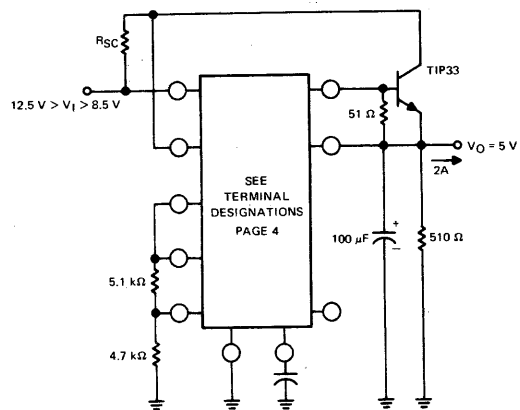 RSC
TIP33
12.5 V > VI > 8.5 V
51 Ω
VO = 5 V
2A
SEE
TERMINAL
DESIGNATIONS
PAGE 4
100 μF
+
−
510 Ω
5.1 kΩ
4.7 kΩ